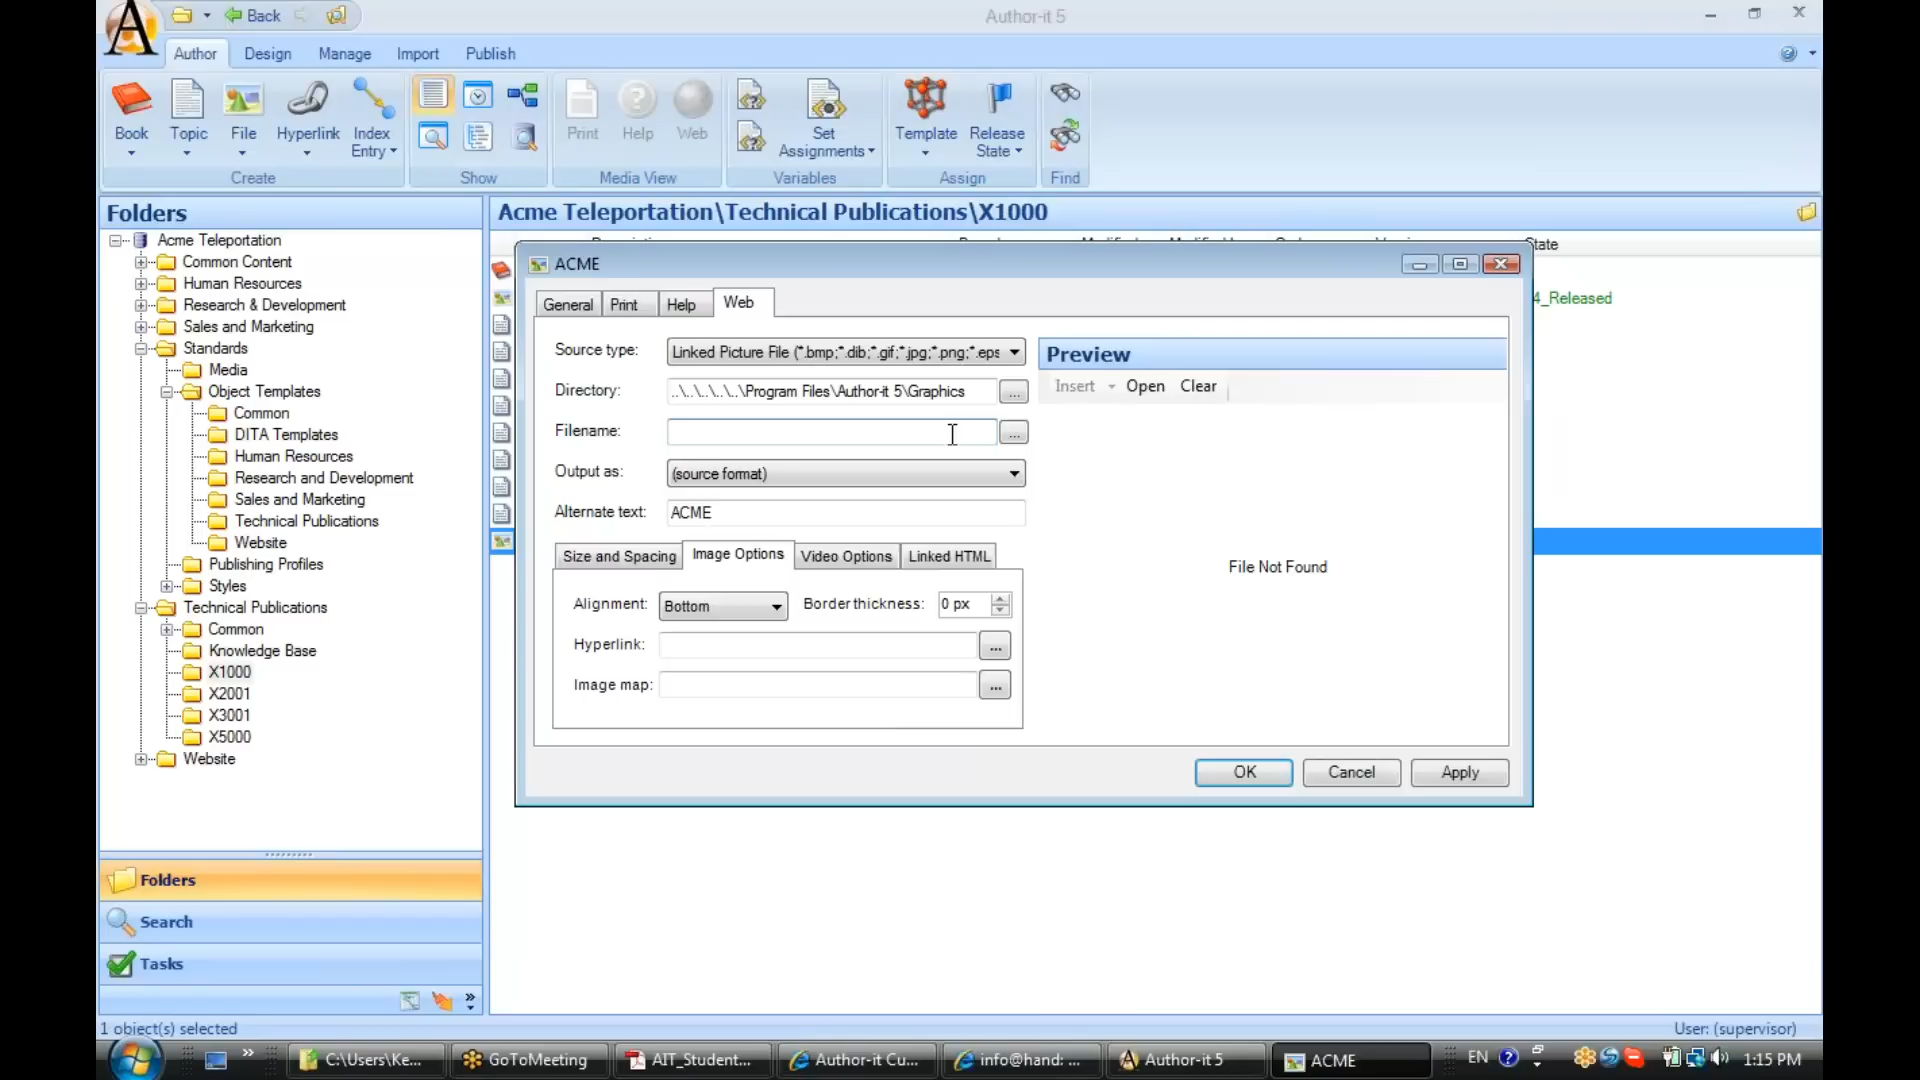 Back
Author-it 5
Author
Design
Manage
Import
Publish
Book
Topic
File
Hyperlink
Index
Entry
Print
Help
Web
Set
Assignments
Template
Release
State
Create
Show
Media View
Variables
Assign
Find
Folders
Acme Teleportation\Technical Publications\X1000
Acme Teleportation
Common Content
Human Resources
Research & Development
Sales and Marketing
Standards
Media
Object Templates
Common
DITA Templates
Human Resources
Research and Development
Sales and Marketing
Technical Publications
Website
Publishing Profiles
Styles
Technical Publications
Common
Knowledge Base
X1000
X2001
X3001
X5000
Website
State
4_Released
ACME
General
Print
Help
Web
Source type:
Linked Picture File (*.bmp;*.dib;*.gif;*.jpg;*.png;*.eps
Directory:
..\..\..\..\..\Program Files\Author-it 5\Graphics
...
Filename:
...
Output as:
(source format)
Alternate text:
ACME
Preview
Insert
Open
Clear
File Not Found
Size and Spacing
Image Options
Video Options
Linked HTML
Alignment:
Bottom
Border thickness:
0 px
Hyperlink:
...
Image map:
...
OK
Cancel
Apply
Folders
Search
Tasks
1 object(s) selected
User: (supervisor)
C:\Users\Ke...
GoToMeeting
AIT_Student...
Author-it Cu...
info@hand: ...
Author-it 5
ACME
EN
1:15 PM